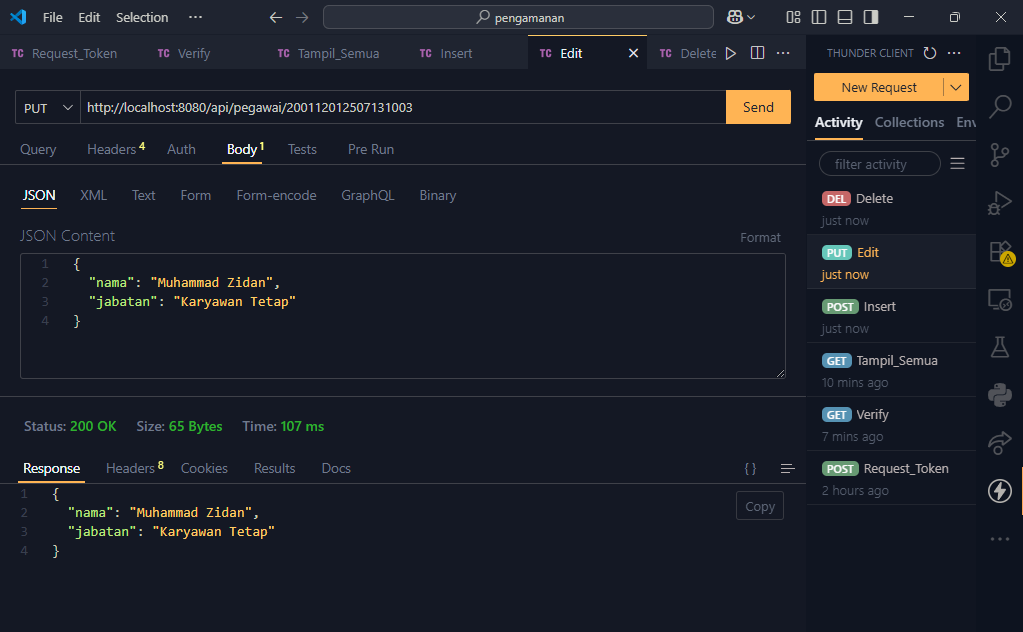 File Edit Selection ··· pengamanan
TC Request_Token TC Verify TC Tampil_Semua TC Insert TC Edit TC Delete ···
THUNDER CLIENT ···
PUT http://localhost:8080/api/pegawai/200112012507131003 Send
New Request
Query Headers 4 Auth Body 1 Tests Pre Run
Activity Collections Env
JSON XML Text Form Form-encode GraphQL Binary
filter activity
JSON Content
Format
1 {
2 "nama": "Muhammad Zidan",
3 "jabatan": "Karyawan Tetap"
4 }
Status: 200 OK Size: 65 Bytes Time: 107 ms
Response Headers 8 Cookies Results Docs { }
1 {
2 "nama": "Muhammad Zidan",
3 "jabatan": "Karyawan Tetap"
4 }
Copy
DEL Delete
just now
PUT Edit
just now
POST Insert
just now
GET Tampil_Semua
10 mins ago
GET Verify
7 mins ago
POST Request_Token
2 hours ago